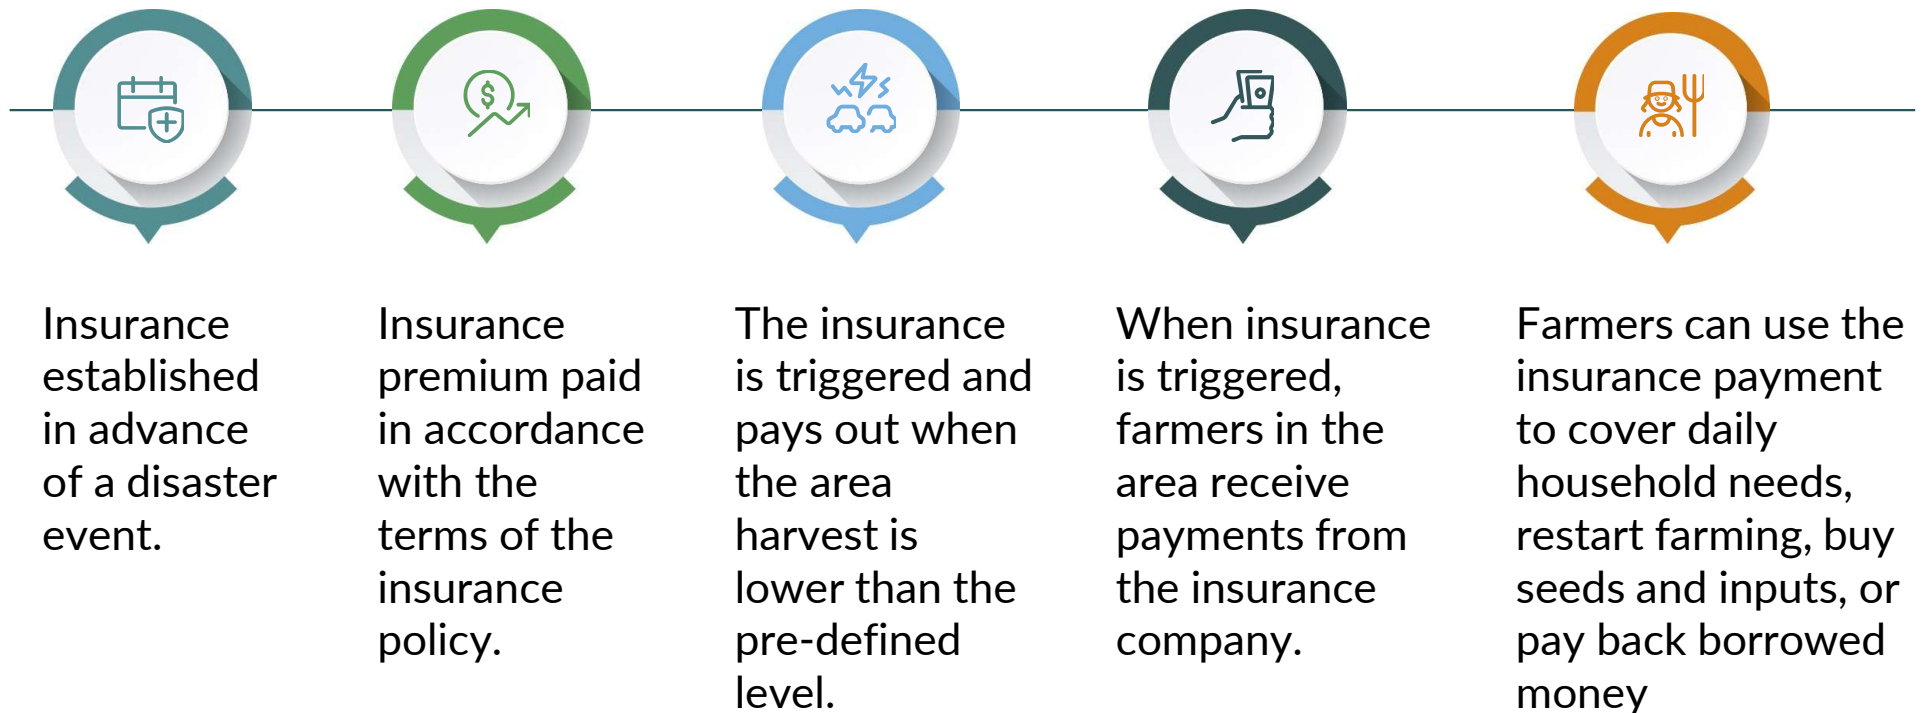 Insurance
established
in advance
of a disaster
event.
Insurance
premium paid
in accordance
with the
terms of the
insurance
policy.
The insurance
is triggered and
pays out when
the area
harvest is
lower than the
pre-defined
level.
When insurance
is triggered,
farmers in the
area receive
payments from
the insurance
company.
Farmers can use the
insurance payment
to cover daily
household needs,
restart farming, buy
seeds and inputs, or
pay back borrowed
money